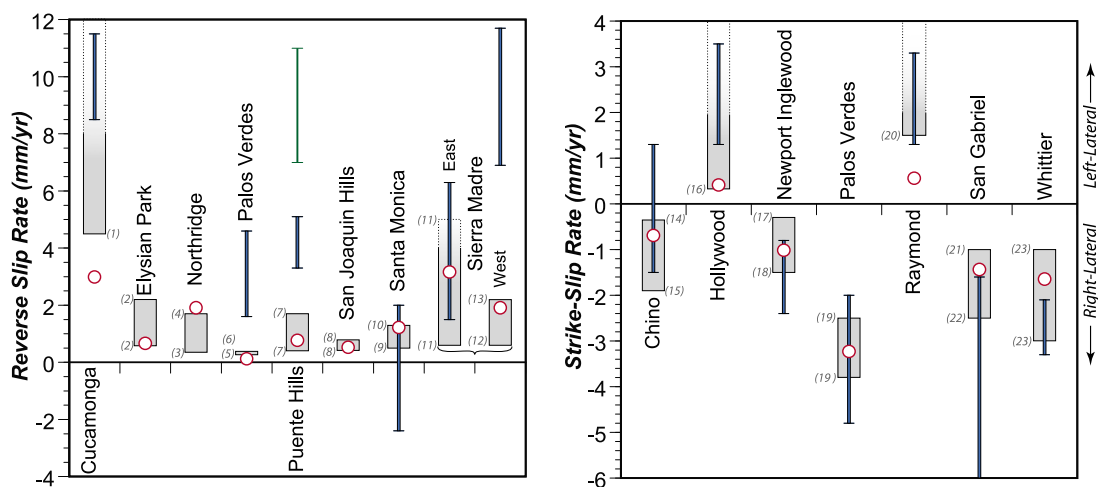 Reverse Slip Rate (mm/yr)
12
10
8
6
4
2
0
-2
-4
Cucamonga
(1)
Elysian Park
(2)
(2)
Northridge
(4)
(3)
Palos Verdes
(6)
(5)
Puente Hills
(7)
(7)
San Joaquin Hills
(8)
(8)
Santa Monica
(10)
(9)
East
(11)
(11)
Sierra Madre
West
(13)
(12)
Strike-Slip Rate (mm/yr)
4
3
2
1
0
-1
-2
-3
-4
-5
-6
Chino
(14)
(15)
Hollywood
(16)
Newport Inglewood
(17)
(18)
Palos Verdes
(19)
(19)
Raymond
(20)
San Gabriel
(21)
(22)
Whittier
(23)
(23)
Left-Lateral
Right-Lateral